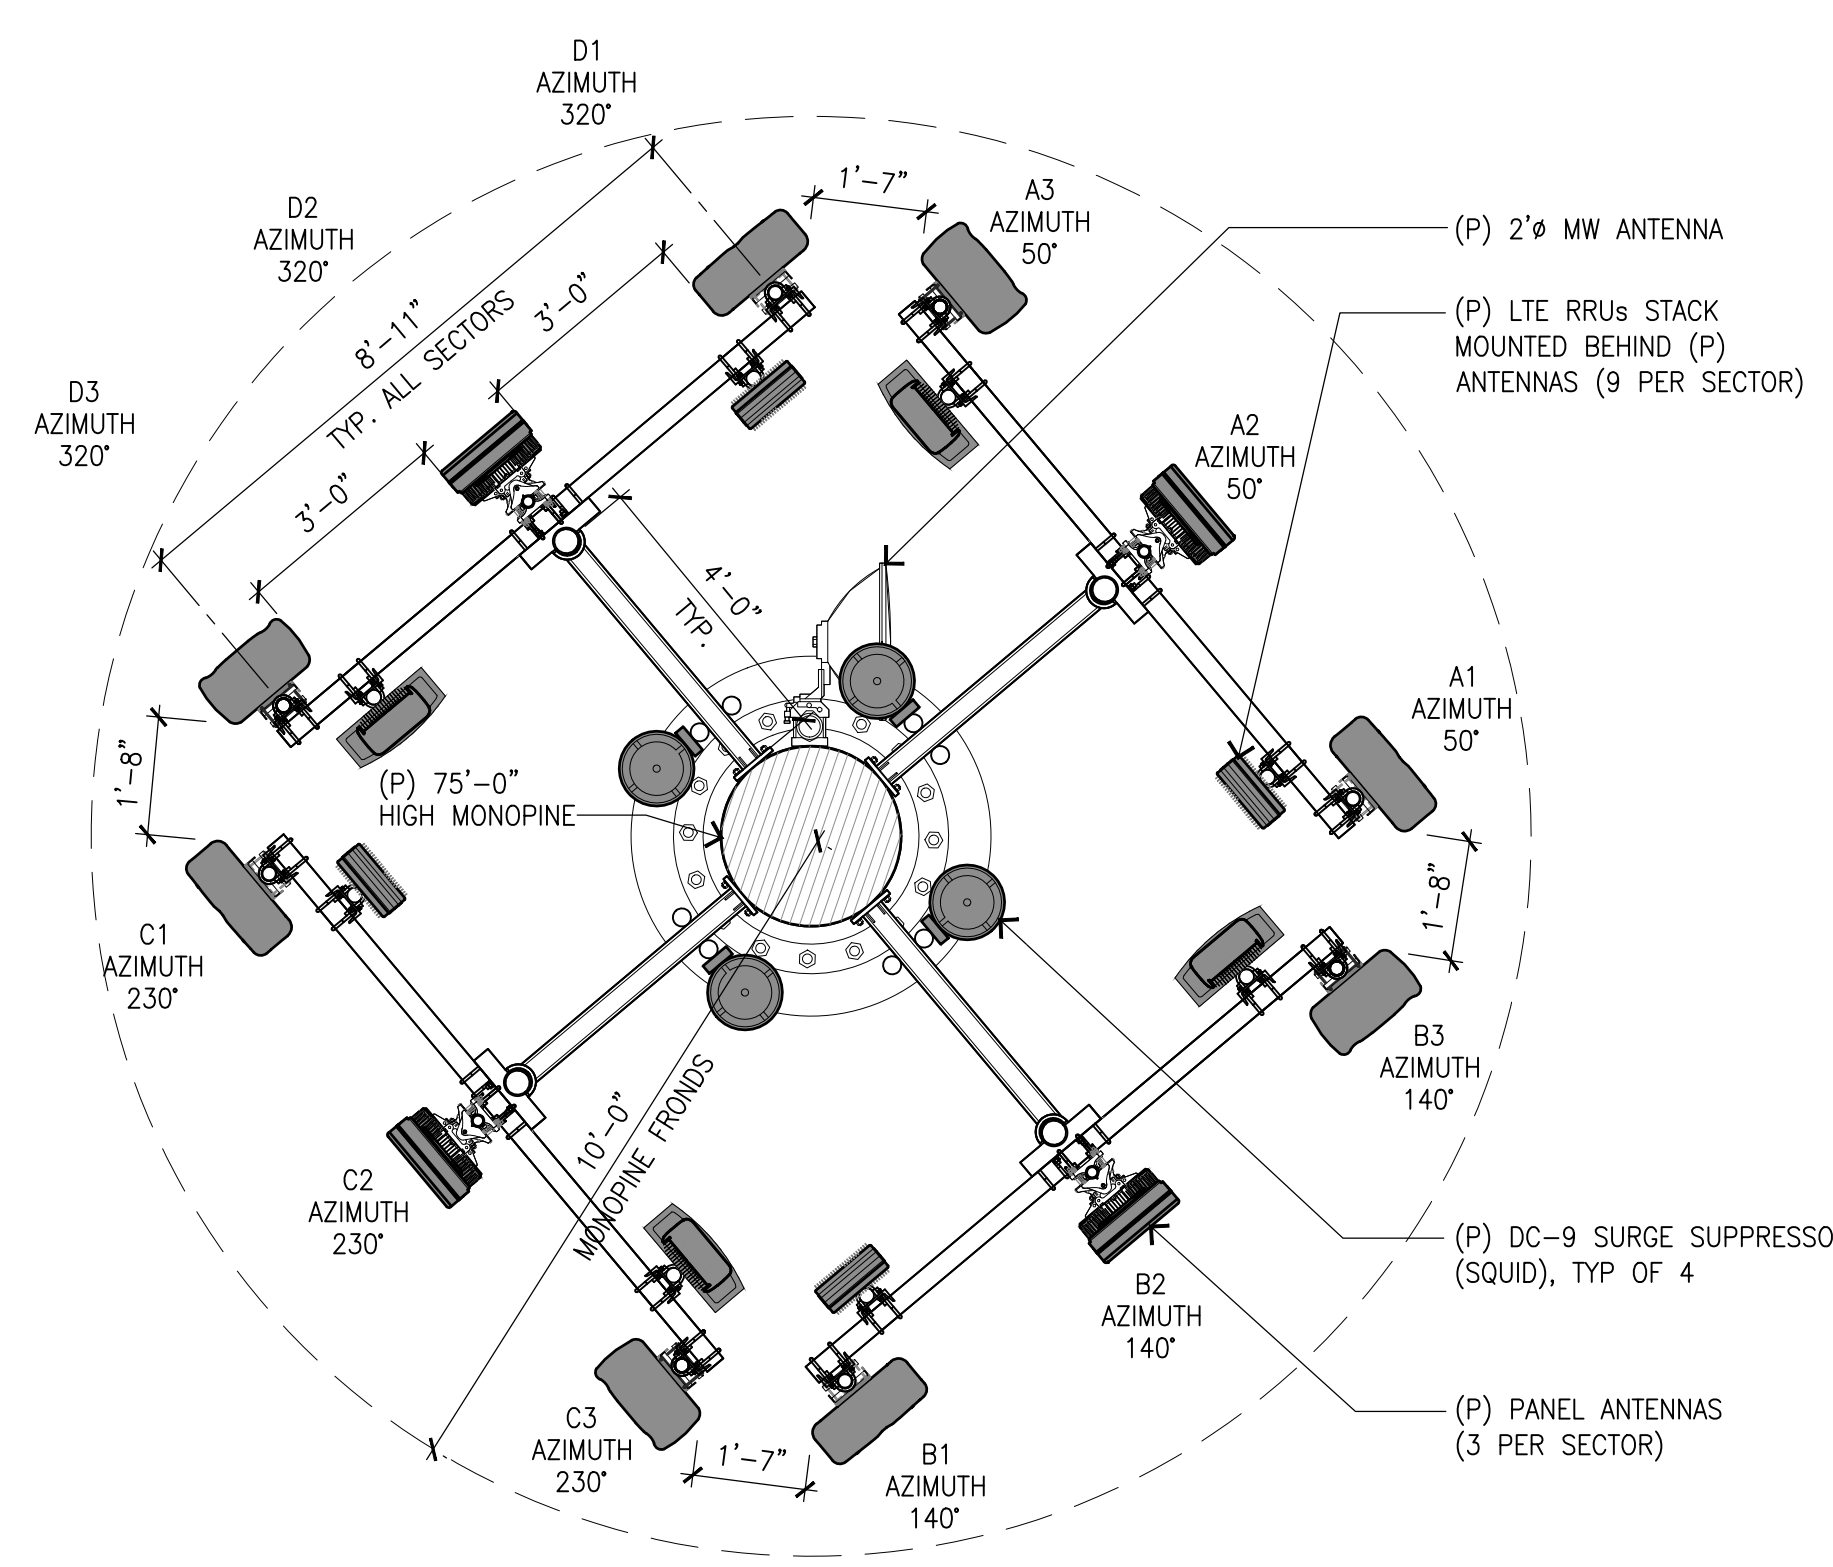 D1
AZIMUTH
320°
1'-7"
A3
AZIMUTH
50°
D2
AZIMUTH
320°
(P) 2'ø MW ANTENNA
3'-0"
8'-11"
TYP. ALL SECTORS
(P) LTE RRUs STACK
MOUNTED BEHIND (P)
ANTENNAS (9 PER SECTOR)
D3
AZIMUTH
320°
A2
AZIMUTH
50°
3'-0"
4'-0"
TYP.
A1
AZIMUTH
50°
1'-8"
(P) 75'-0"
HIGH MONOPINE
1'-8"
C1
AZIMUTH
230°
B3
AZIMUTH
140°
10'-0"
MONOPINE FRONDS
C2
AZIMUTH
230°
(P) DC-9 SURGE SUPPRESSO
(SQUID), TYP OF 4
B2
AZIMUTH
140°
C3
AZIMUTH
230°
(P) PANEL ANTENNAS
(3 PER SECTOR)
1'-7"
B1
AZIMUTH
140°